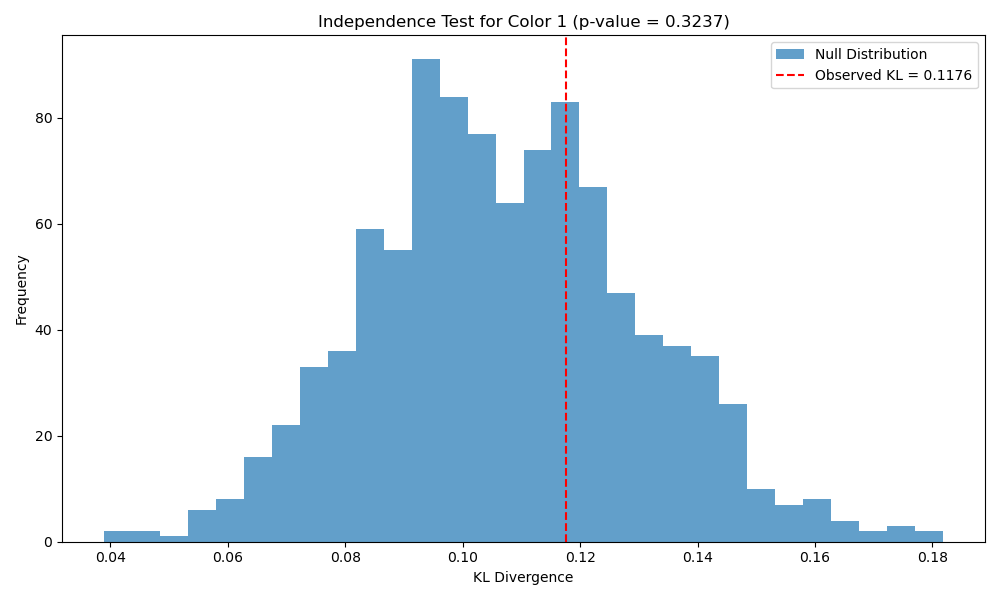 Independence Test for Color 1 (p-value = 0.3237)
Null Distribution
Observed KL = 0.1176
Frequency
80
60
40
20
0
0.04 0.06 0.08 0.10 0.12 0.14 0.16 0.18
KL Divergence